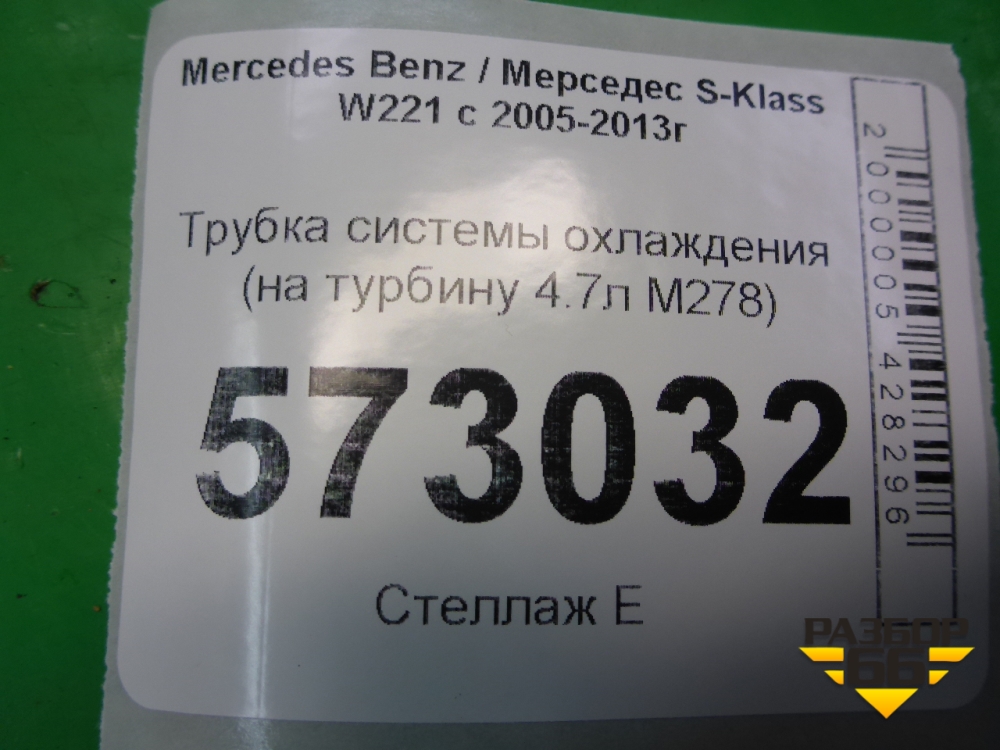 Mercedes Benz / Мерседес S-Klass
W221 с 2005-2013г
Трубка системы охлаждения
(на турбину 4.7л M278)
573032
Стеллаж Е
2000005428296
РАЗБОР
66